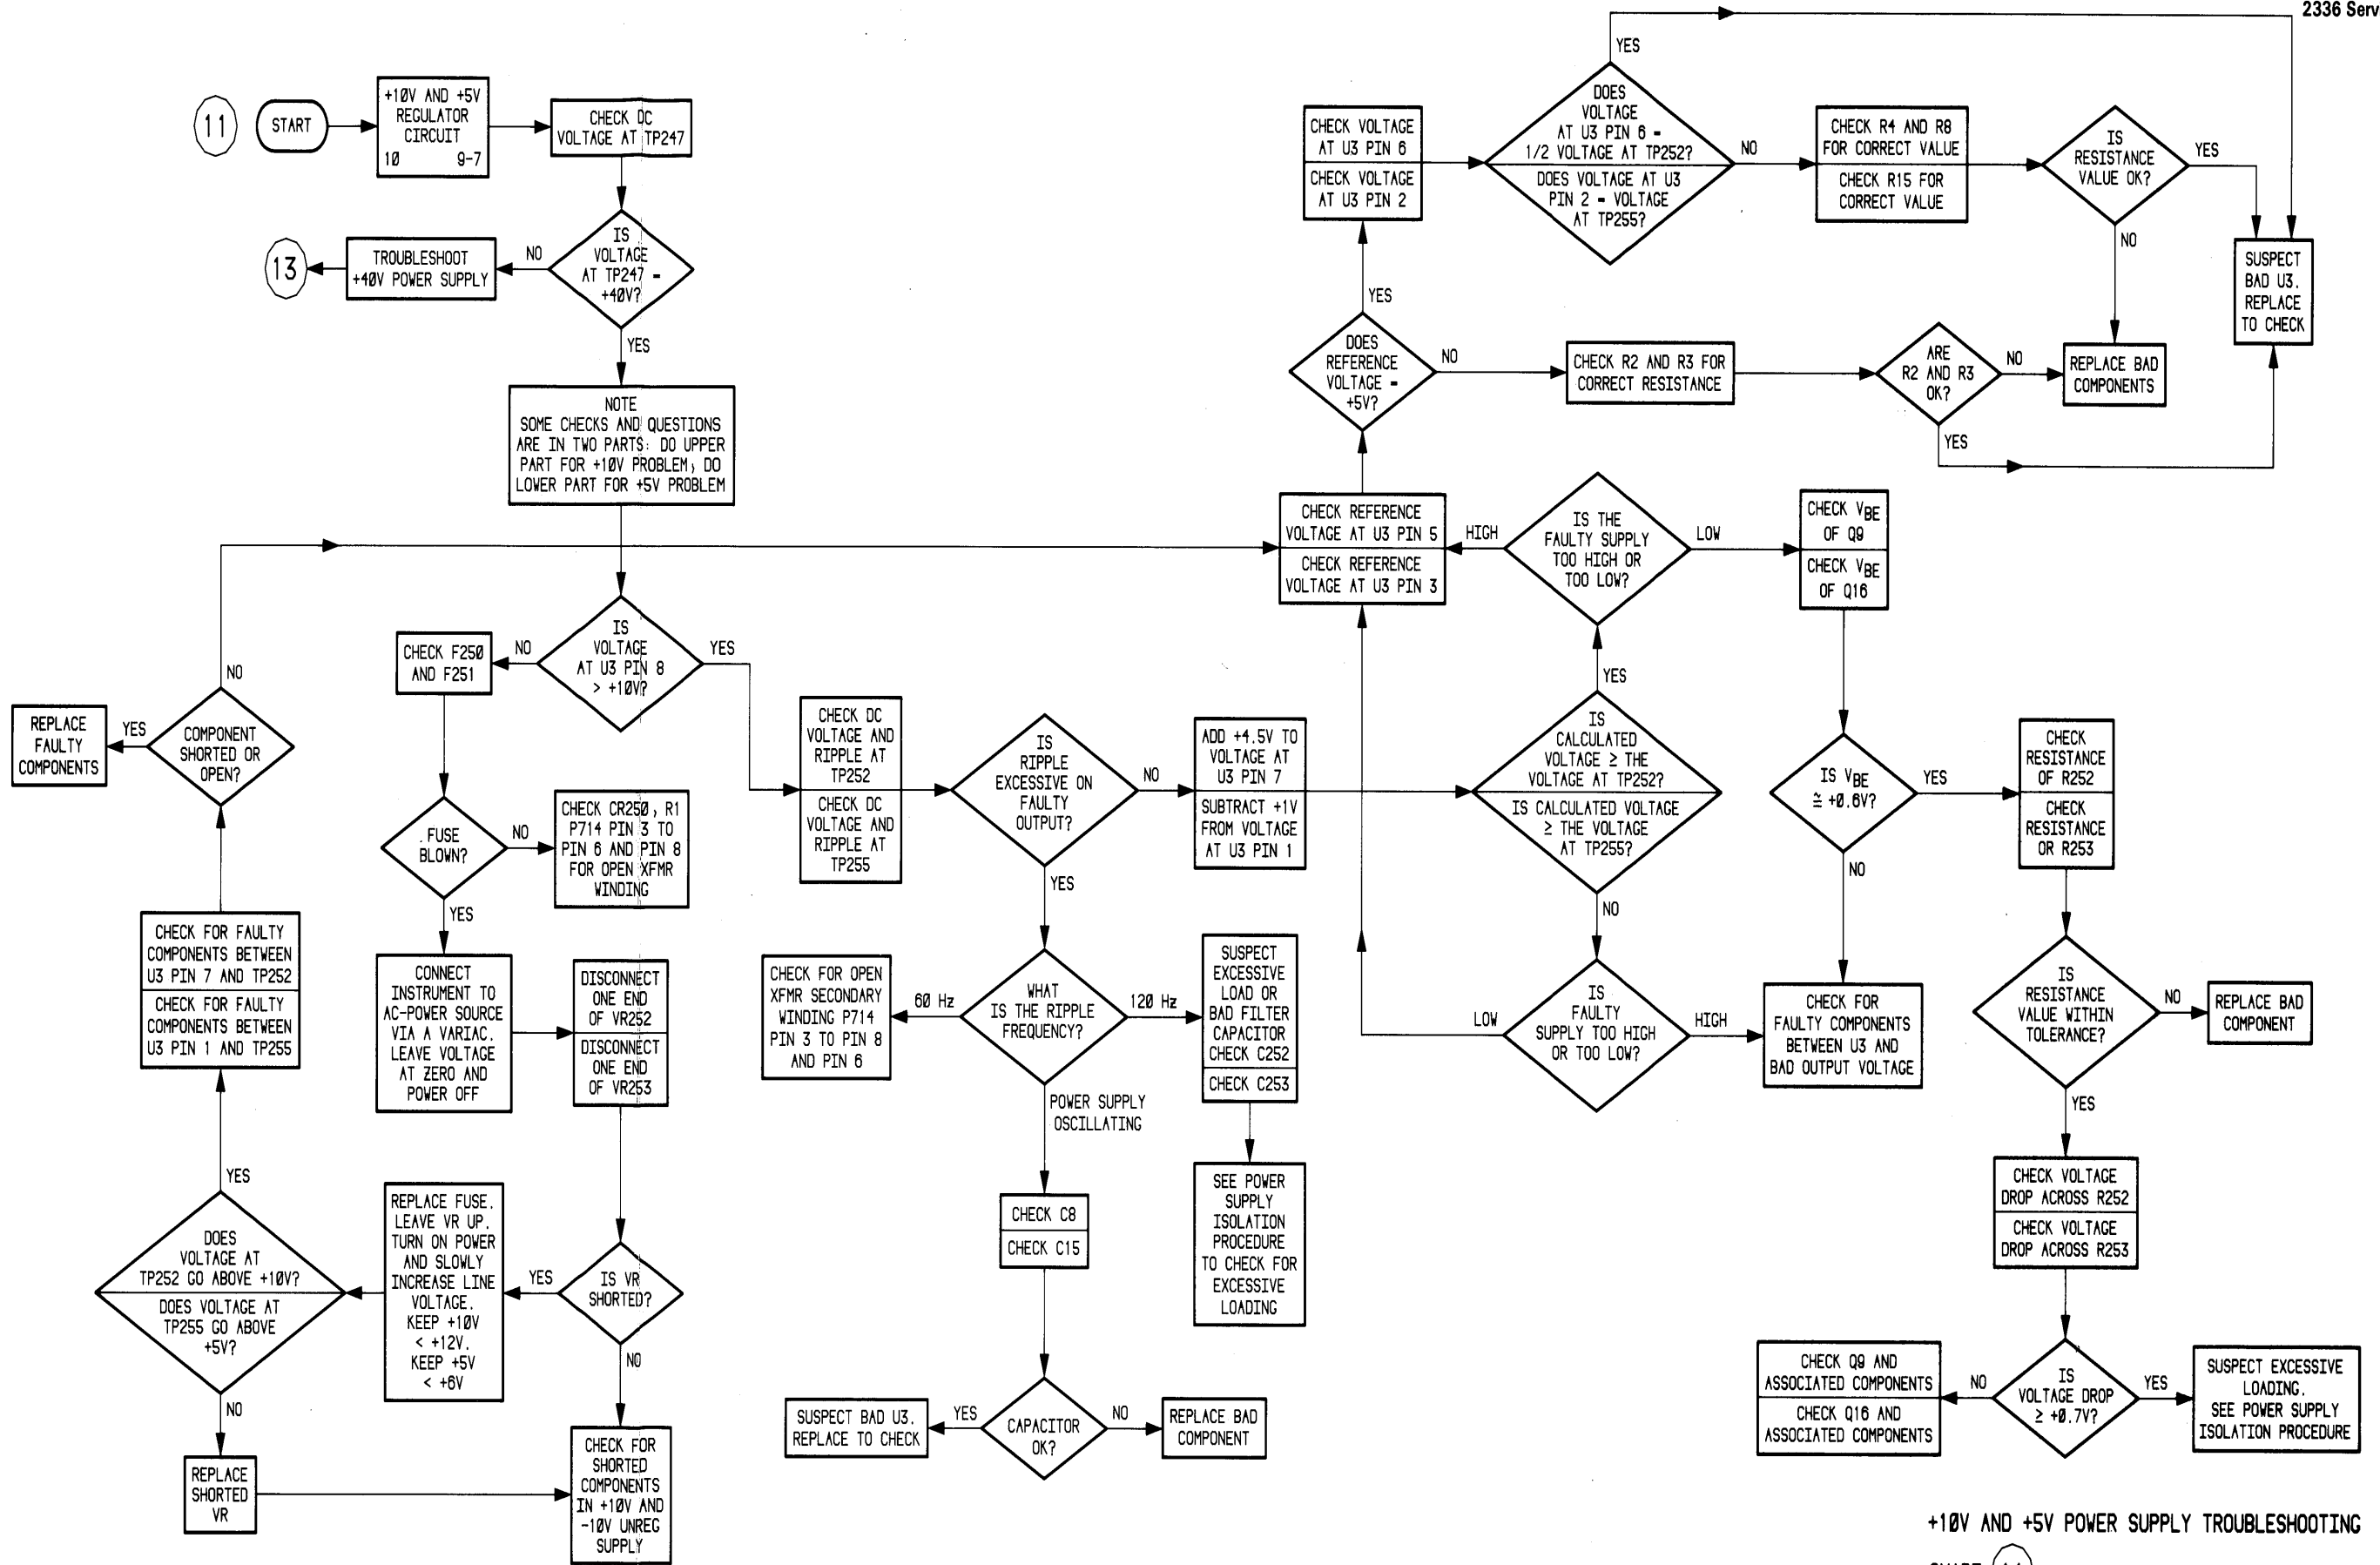 2336 Serv
11
START
+10V AND +5V
REGULATOR
CIRCUIT
10 9-7
CHECK DC
VOLTAGE AT TP247
IS
VOLTAGE
AT TP247 =
+40V?
NO
TROUBLESHOOT
+40V POWER SUPPLY
13
YES
NOTE
SOME CHECKS AND QUESTIONS
ARE IN TWO PARTS: DO UPPER
PART FOR +10V PROBLEM; DO
LOWER PART FOR +5V PROBLEM
IS
VOLTAGE
AT U3 PIN 8
> +10V?
NO
YES
CHECK F250
AND F251
FUSE
BLOWN?
NO
CHECK CR250, R1
P714 PIN 3 TO
PIN 6 AND PIN 8
FOR OPEN XFMR
WINDING
YES
CONNECT
INSTRUMENT TO
AC-POWER SOURCE
VIA A VARIAC.
LEAVE VOLTAGE
AT ZERO AND
POWER OFF
DISCONNECT
ONE END
OF VR252
DISCONNECT
ONE END
OF VR253
IS VR
SHORTED?
YES
NO
REPLACE FUSE.
LEAVE VR UP.
TURN ON POWER
AND SLOWLY
INCREASE LINE
VOLTAGE.
KEEP +10V
< +12V.
KEEP +5V
< +6V
DOES
VOLTAGE AT
TP252 GO ABOVE +10V?
DOES VOLTAGE AT
TP255 GO ABOVE
+5V?
YES
NO
REPLACE
SHORTED
VR
CHECK FOR
SHORTED
COMPONENTS
IN +10V AND
-10V UNREG
SUPPLY
CHECK FOR FAULTY
COMPONENTS BETWEEN
U3 PIN 7 AND TP252
CHECK FOR FAULTY
COMPONENTS BETWEEN
U3 PIN 1 AND TP255
COMPONENT
SHORTED OR
OPEN?
YES
NO
REPLACE
FAULTY
COMPONENTS
CHECK DC
VOLTAGE AND
RIPPLE AT
TP252
CHECK DC
VOLTAGE AND
RIPPLE AT
TP255
IS
RIPPLE
EXCESSIVE ON
FAULTY
OUTPUT?
NO
YES
WHAT
IS THE RIPPLE
FREQUENCY?
60 Hz
120 Hz
CHECK FOR OPEN
XFMR SECONDARY
WINDING P714
PIN 3 TO PIN 8
AND PIN 6
SUSPECT
EXCESSIVE
LOAD OR
BAD FILTER
CAPACITOR
CHECK C252
CHECK C253
SEE POWER
SUPPLY
ISOLATION
PROCEDURE
TO CHECK FOR
EXCESSIVE
LOADING
POWER SUPPLY
OSCILLATING
CHECK C8
CHECK C15
CAPACITOR
OK?
YES
NO
SUSPECT BAD U3.
REPLACE TO CHECK
REPLACE BAD
COMPONENT
ADD +4.5V TO
VOLTAGE AT
U3 PIN 7
SUBTRACT +1V
FROM VOLTAGE
AT U3 PIN 1
IS
CALCULATED
VOLTAGE ≥ THE
VOLTAGE AT TP252?
IS CALCULATED VOLTAGE
≥ THE VOLTAGE
AT TP255?
YES
NO
IS THE
FAULTY SUPPLY
TOO HIGH OR
TOO LOW?
HIGH
LOW
IS
FAULTY
SUPPLY TOO HIGH
OR TOO LOW?
LOW
HIGH
CHECK REFERENCE
VOLTAGE AT U3 PIN 5
CHECK REFERENCE
VOLTAGE AT U3 PIN 3
DOES
REFERENCE
VOLTAGE =
+5V?
YES
NO
CHECK VOLTAGE
AT U3 PIN 6
CHECK VOLTAGE
AT U3 PIN 2
DOES
VOLTAGE
AT U3 PIN 6 =
1/2 VOLTAGE AT TP252?
DOES VOLTAGE AT U3
PIN 2 = VOLTAGE
AT TP255?
YES
NO
CHECK R4 AND R8
FOR CORRECT VALUE
CHECK R15 FOR
CORRECT VALUE
IS
RESISTANCE
VALUE OK?
YES
NO
SUSPECT
BAD U3.
REPLACE
TO CHECK
CHECK R2 AND R3 FOR
CORRECT RESISTANCE
ARE
R2 AND R3
OK?
NO
YES
REPLACE BAD
COMPONENTS
CHECK VBE
OF Q9
CHECK VBE
OF Q16
IS VBE
≅ +0.6V?
YES
NO
CHECK FOR
FAULTY COMPONENTS
BETWEEN U3 AND
BAD OUTPUT VOLTAGE
CHECK
RESISTANCE
OF R252
CHECK
RESISTANCE
OR R253
IS
RESISTANCE
VALUE WITHIN
TOLERANCE?
NO
YES
REPLACE BAD
COMPONENT
CHECK VOLTAGE
DROP ACROSS R252
CHECK VOLTAGE
DROP ACROSS R253
IS
VOLTAGE DROP
≥ +0.7V?
NO
YES
CHECK Q9 AND
ASSOCIATED COMPONENTS
CHECK Q16 AND
ASSOCIATED COMPONENTS
SUSPECT EXCESSIVE
LOADING.
SEE POWER SUPPLY
ISOLATION PROCEDURE
+10V AND +5V POWER SUPPLY TROUBLESHOOTING